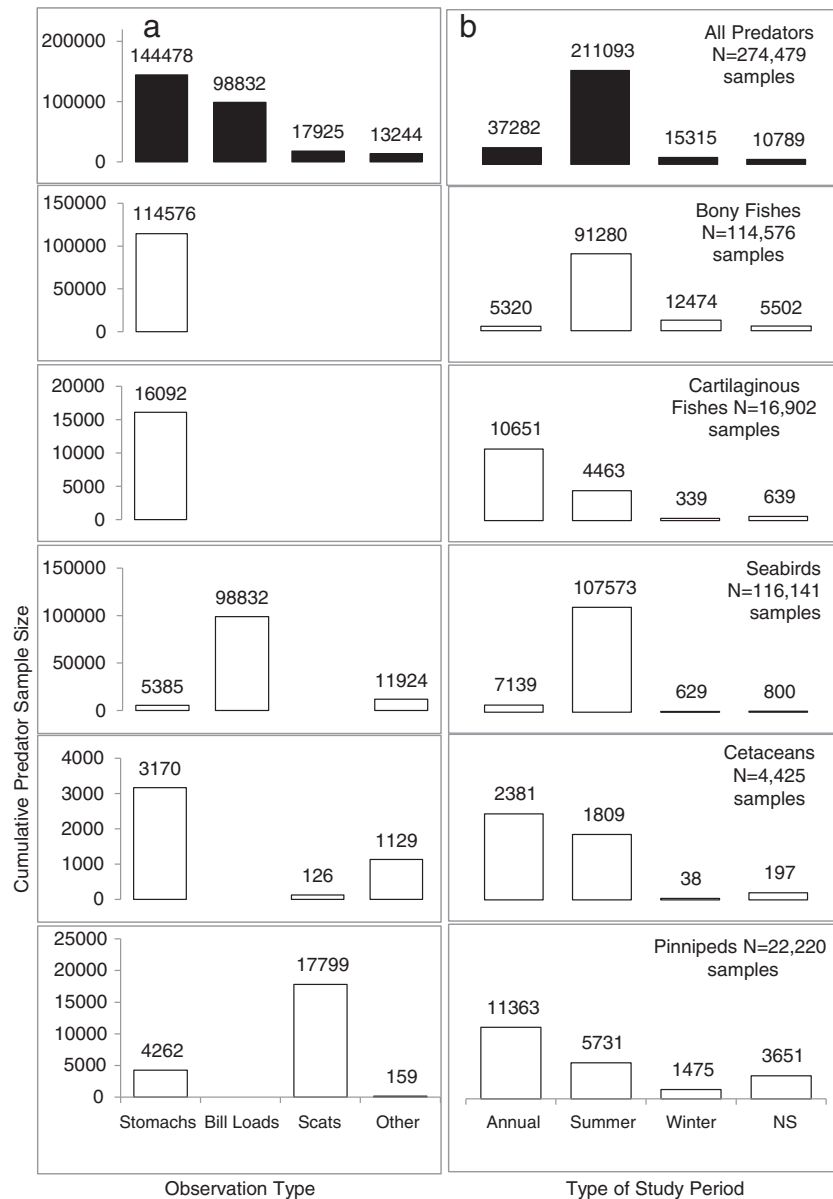 a
200000
100000
0
144478
98832
17925
13244
b
All Predators
N=274,479
samples
37282
211093
15315
10789
150000
100000
50000
0
114576
Bony Fishes
N=114,576
samples
5320
91280
12474
5502
20000
15000
10000
5000
0
16092
Cartilaginous
Fishes N=16,902
samples
10651
4463
339
639
150000
100000
50000
0
5385
98832
11924
Seabirds
N=116,141
samples
7139
107573
629
800
4000
3000
2000
1000
0
3170
126
1129
Cetaceans
N=4,425
samples
2381
1809
38
197
25000
20000
15000
10000
5000
0
4262
17799
159
Pinnipeds N=22,220
samples
11363
5731
1475
3651
Stomachs Bill Loads Scats Other
Annual Summer Winter NS
Cumulative Predator Sample Size
Observation Type
Type of Study Period